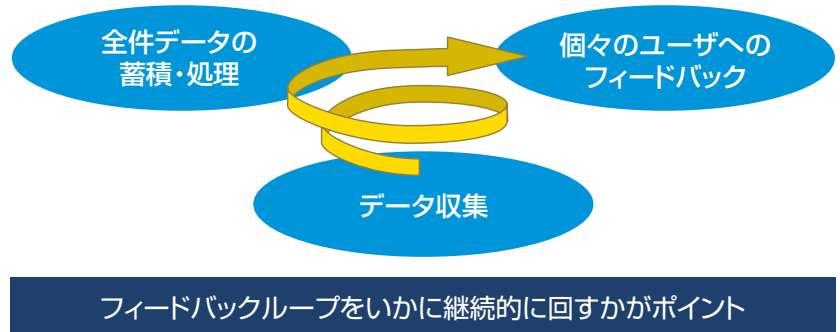 全件データの
蓄積・処理
個々のユーザへの
フィードバック
データ収集
フィードバックループをいかに継続的に回すかがポイント